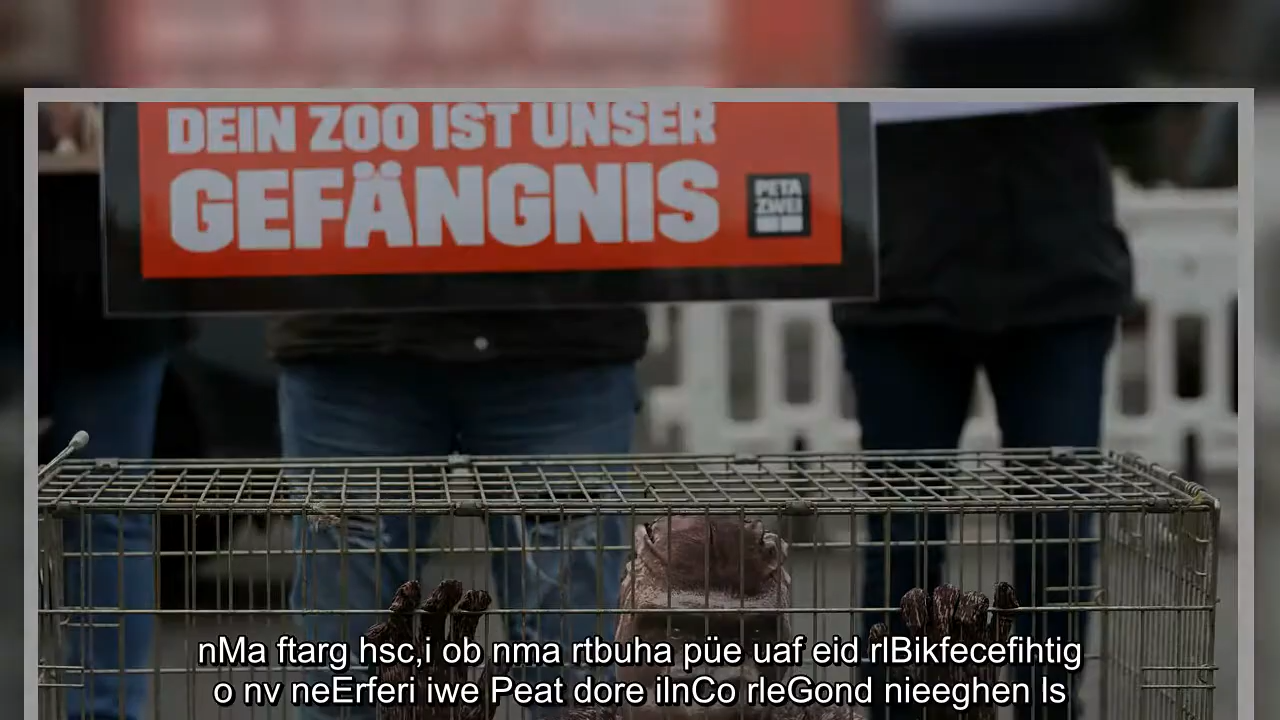 DEIN ZOO IST UNSER
GEFÄNGNIS
PETA
ZWEI
nMa ftarg hsc,i ob nma rtbuha püe uaf eid rlBikfecefihtig
o nv neErferi iwe Peat dore ilnCo rleGond nieeghen ls